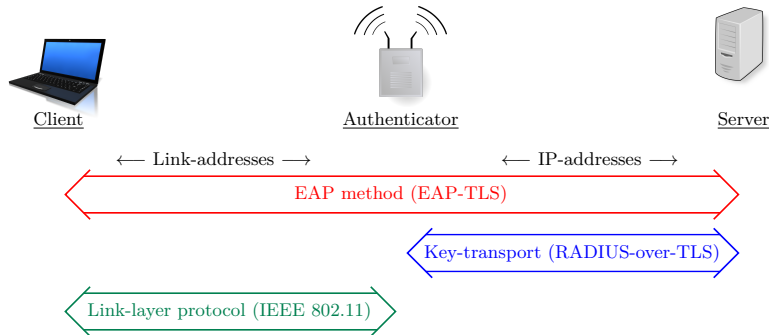 Client
Authenticator
Server
⟵ Link-addresses ⟶
⟵ IP-addresses ⟶
EAP method (EAP-TLS)
Key-transport (RADIUS-over-TLS)
Link-layer protocol (IEEE 802.11)